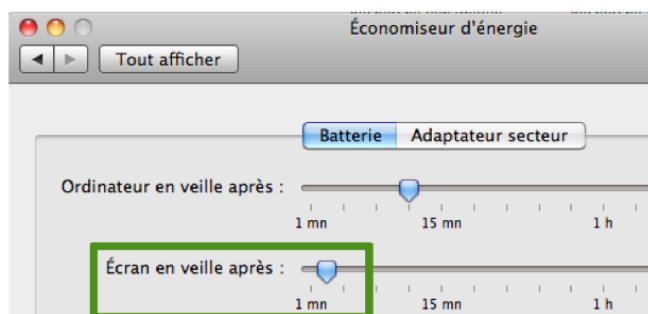 Économiseur d'énergie
Tout afficher
Batterie Adaptateur secteur
Ordinateur en veille après :
1 mn 15 mn 1 h
Écran en veille après :
1 mn 15 mn 1 h